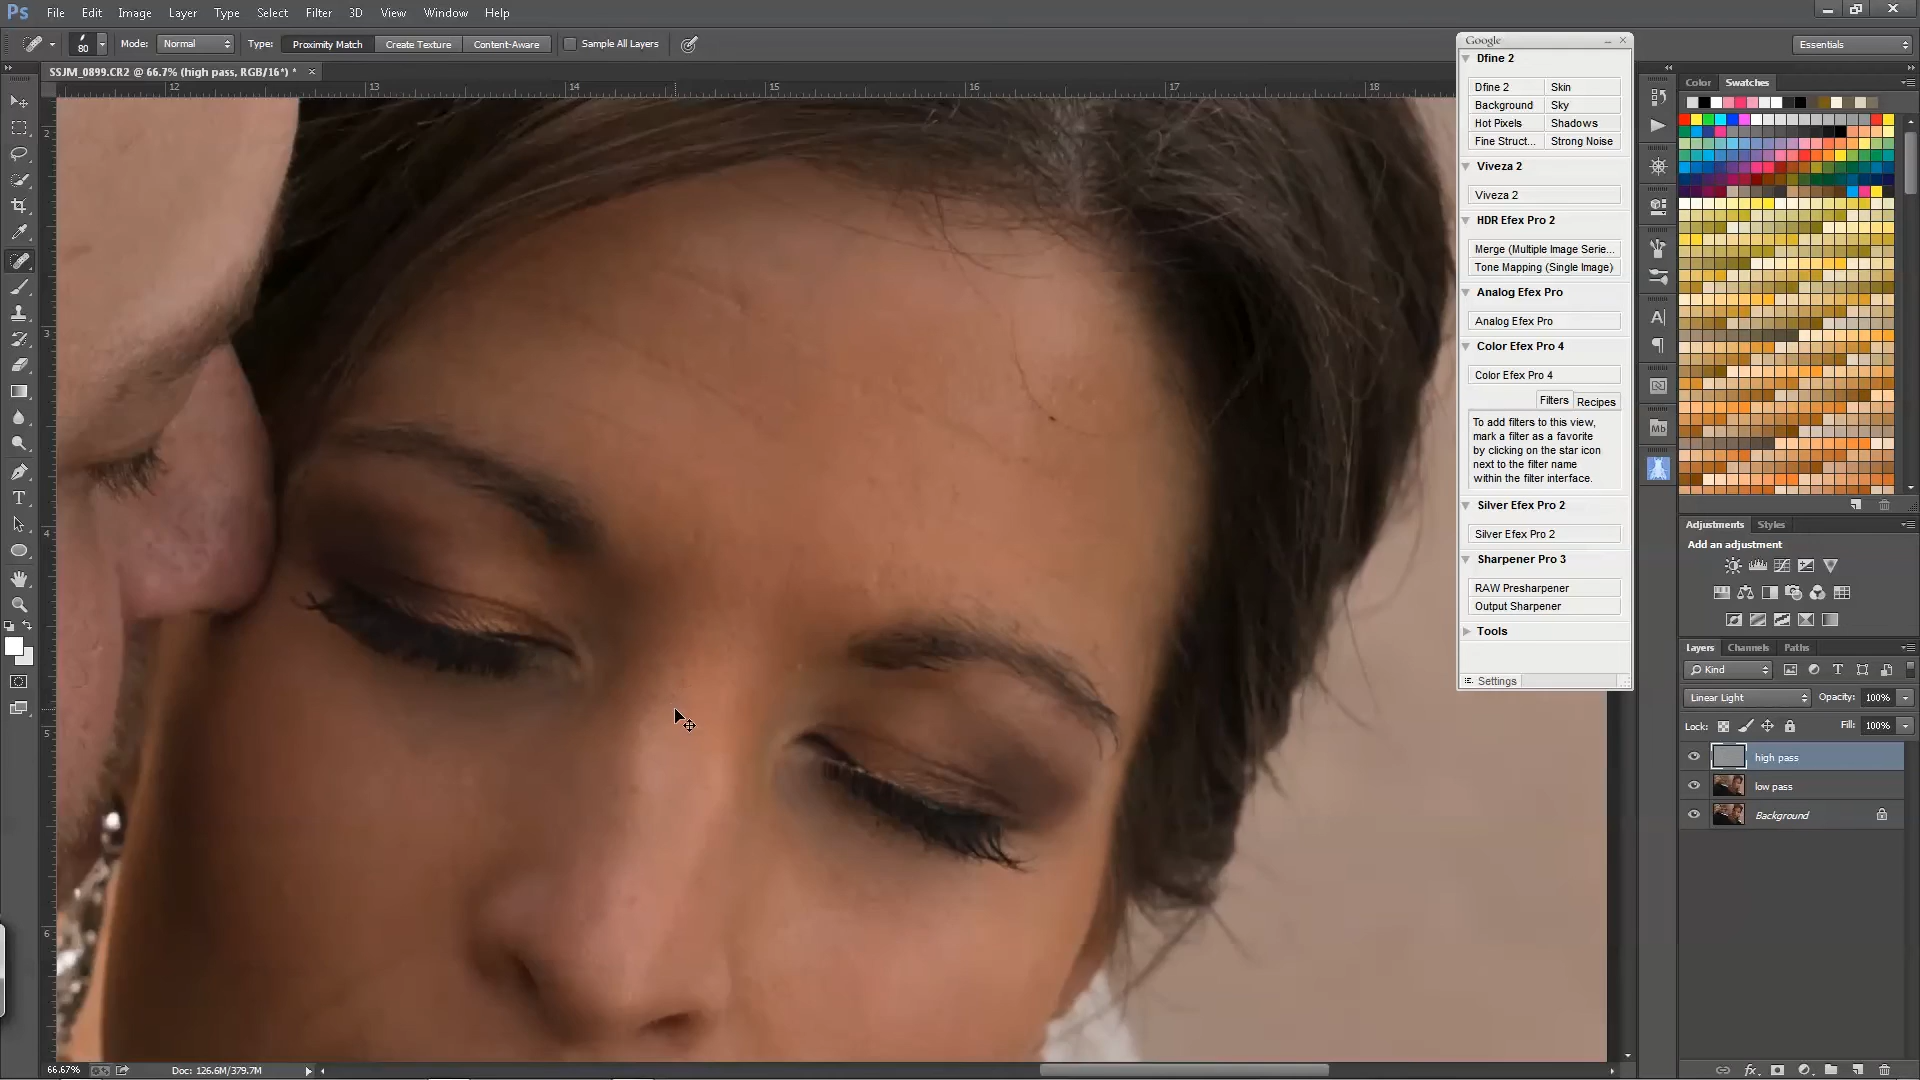 Ps File Edit Image Layer Type Select Filter 3D View Window Help
80 Mode: Normal Type: Proximity Match Create Texture Content-Aware Sample All Layers Essentials
SSJM_0899.CR2 @ 66.7% (high pass, RGB/16*) *
12 13 14 15 16 17 18
2
3
4
5
6
Google
Dfine 2
Dfine 2 Skin
Background Sky
Hot Pixels Shadows
Fine Struct... Strong Noise
Viveza 2
Viveza 2
HDR Efex Pro 2
Merge (Multiple Image Serie...
Tone Mapping (Single Image)
Analog Efex Pro
Analog Efex Pro
Color Efex Pro 4
Color Efex Pro 4
Filters Recipes
To add filters to this view,
mark a filter as a favorite
by clicking on the star icon
next to the filter name
within the filter interface.
Silver Efex Pro 2
Silver Efex Pro 2
Sharpener Pro 3
RAW Presharpener
Output Sharpener
Tools
Settings
Mb
Color Swatches
Adjustments Styles
Add an adjustment
Layers Channels Paths
Kind
Linear Light Opacity: 100%
Lock: Fill: 100%
high pass
low pass
Background
66.67% Doc: 126.6M/379.7M